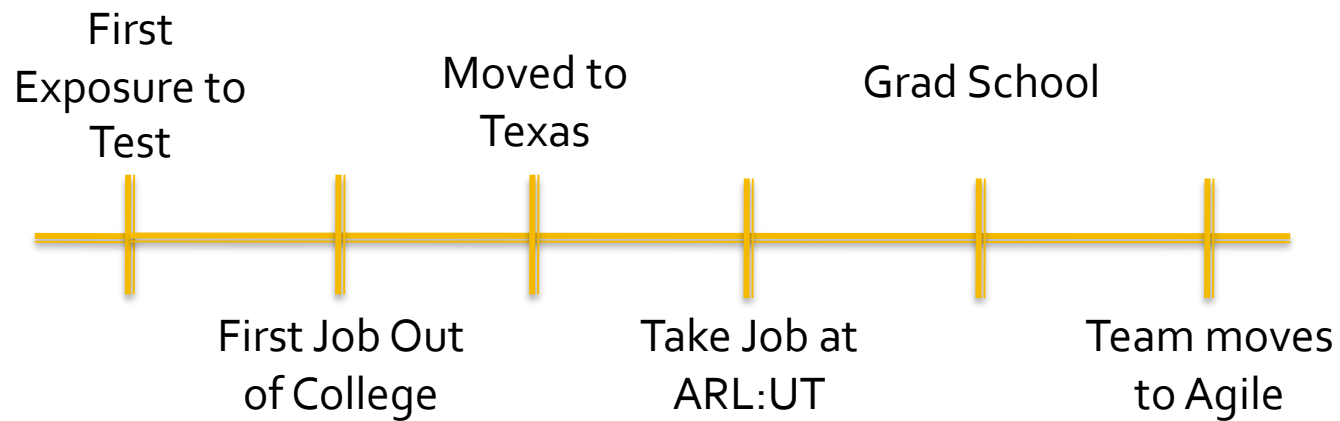 First
Exposure to
Test
First Job Out
of College
Moved to
Texas
Take Job at
ARL:UT
Grad School
Team moves
to Agile